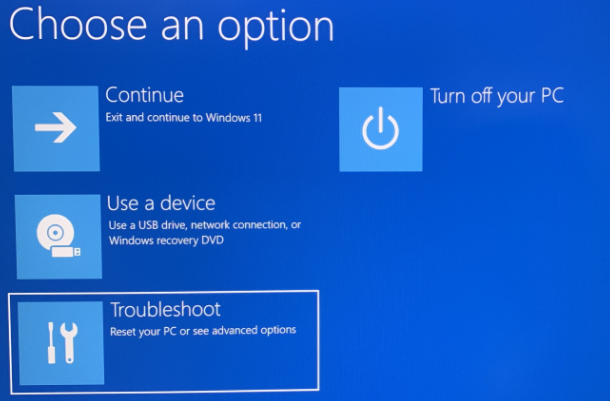 Choose an option
Continue
Exit and continue to Windows 11
Turn off your PC
Use a device
Use a USB drive, network connection, or
Windows recovery DVD
Troubleshoot
Reset your PC or see advanced options